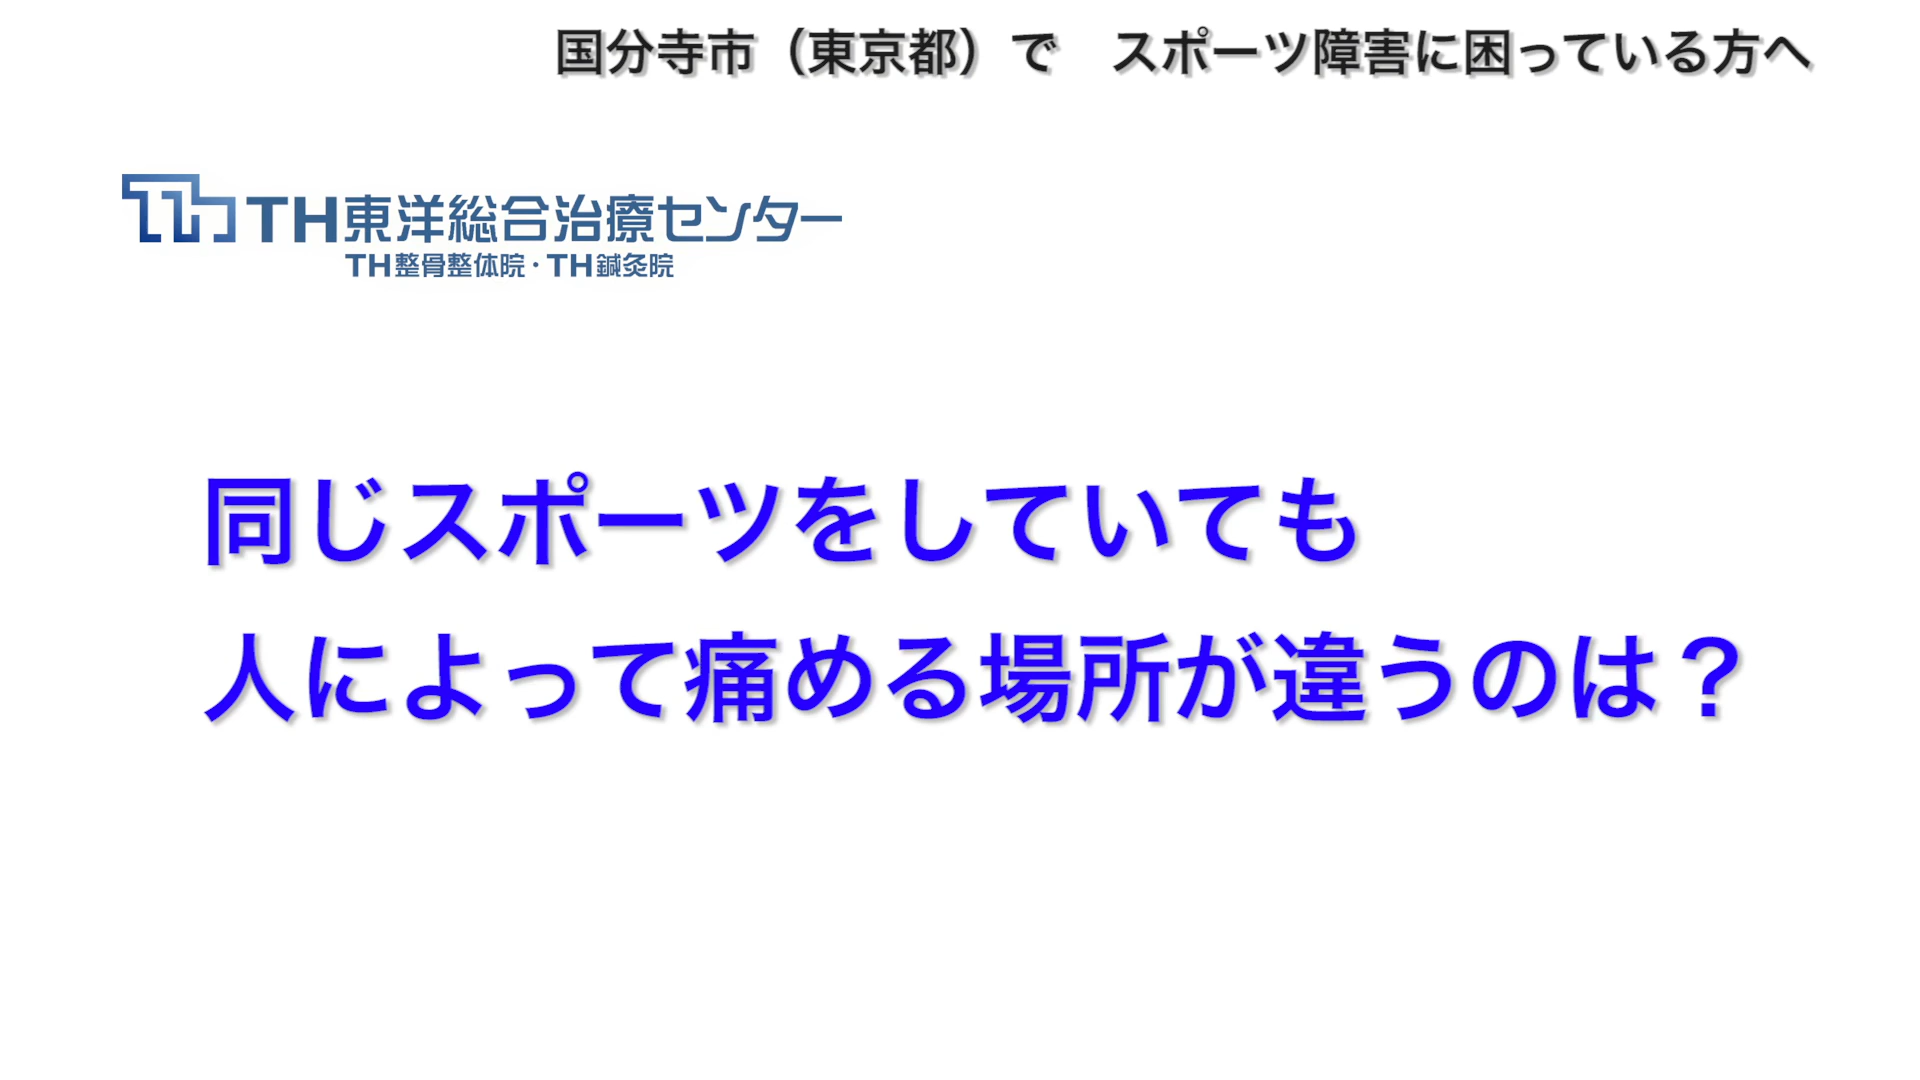 国分寺市（東京都）で　スポーツ障害に困っている方へ
TH東洋総合治療センター
TH整骨整体院・TH鍼灸院
同じスポーツをしていても
人によって痛める場所が違うのは？